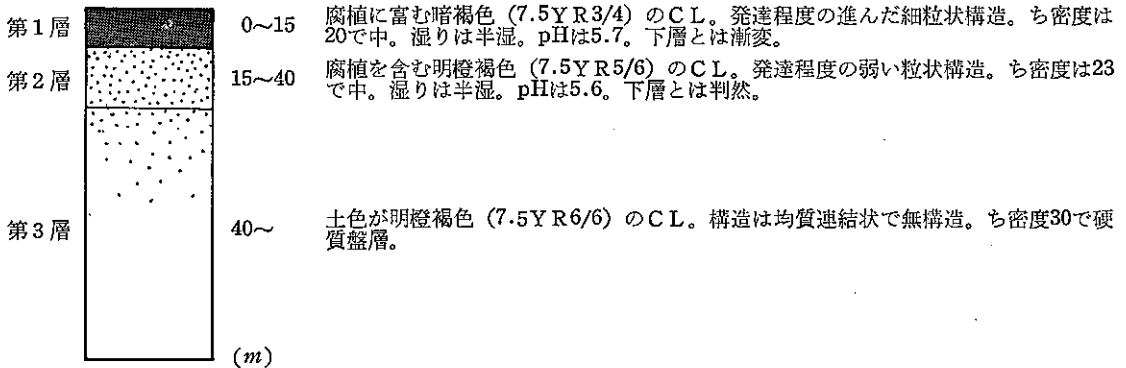 第1層 0~15 腐植に富む暗褐色 (7.5YR3/4) のCL。発達程度の進んだ細粒状構造。ち密度は
20で中。湿りは半湿。pHは5.7。下層とは漸変。
第2層 15~40 腐植を含む明橙褐色 (7.5YR5/6) のCL。発達程度の弱い粒状構造。ち密度は23
で中。湿りは半湿。pHは5.6。下層とは判然。
第3層 40~ 土色が明橙褐色 (7.5YR6/6) のCL。構造は均質連結状で無構造。ち密度30で硬
質盤層。
(m)